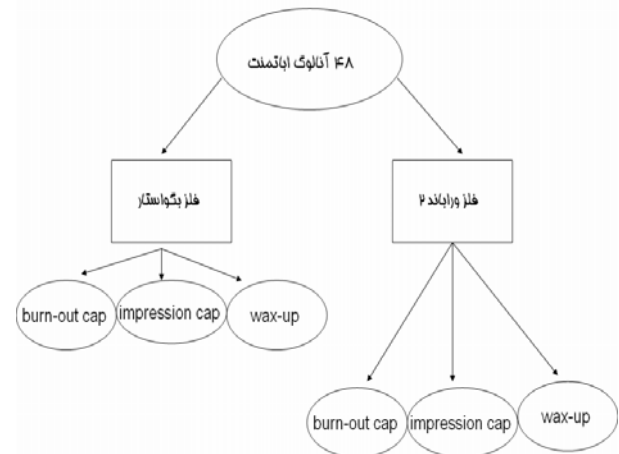 ۴۸ آنالوگ اباتمنت
فلز بگواستار
فلز وراباند ۲
burn-out cap
impression cap
wax-up
burn-out cap
impression cap
wax-up